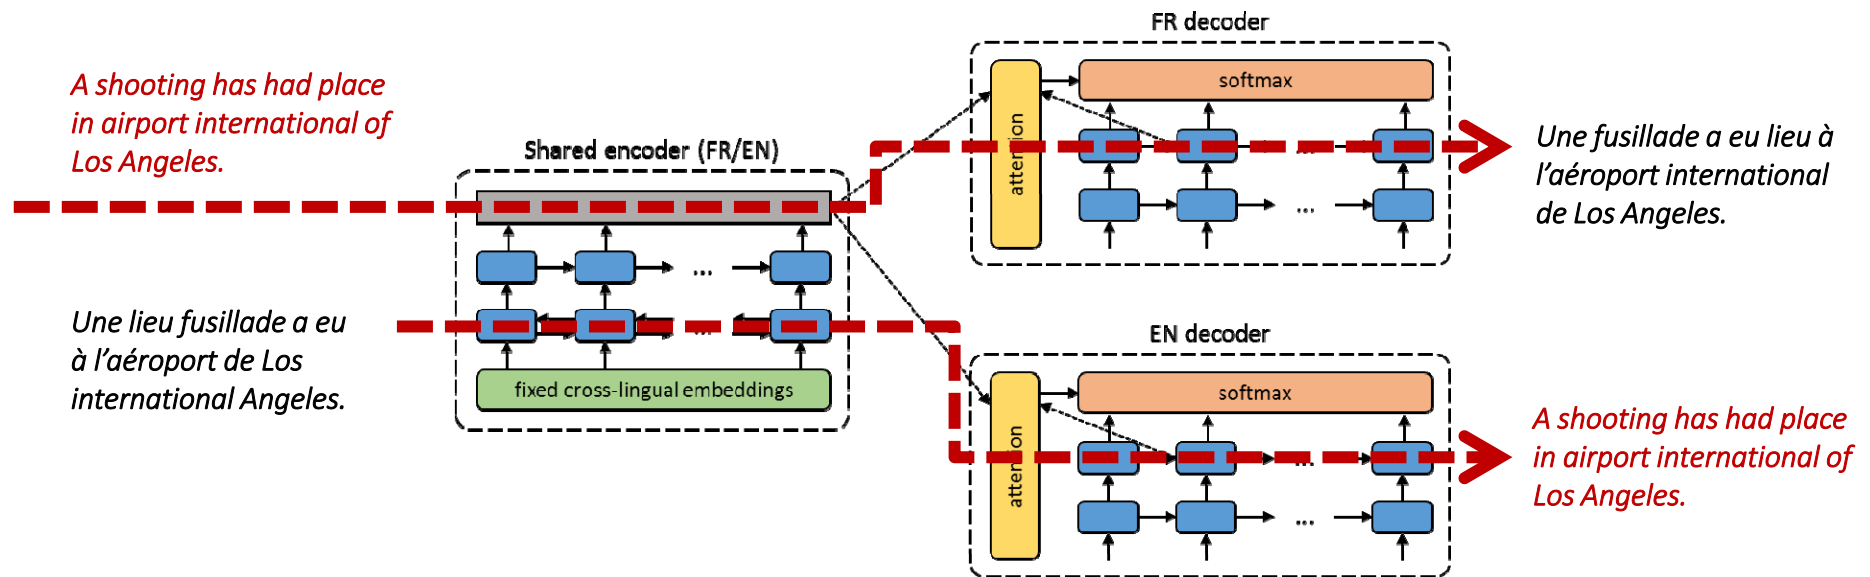 A shooting has had place
in airport international of
Los Angeles.
Une lieu fusillade a eu
à l'aéroport de Los
international Angeles.
Shared encoder (FR/EN)
...
...
fixed cross-lingual embeddings
FR decoder
attention
softmax
...
...
EN decoder
attention
softmax
...
...
Une fusillade a eu lieu à
l'aéroport international
de Los Angeles.
A shooting has had place
in airport international of
Los Angeles.